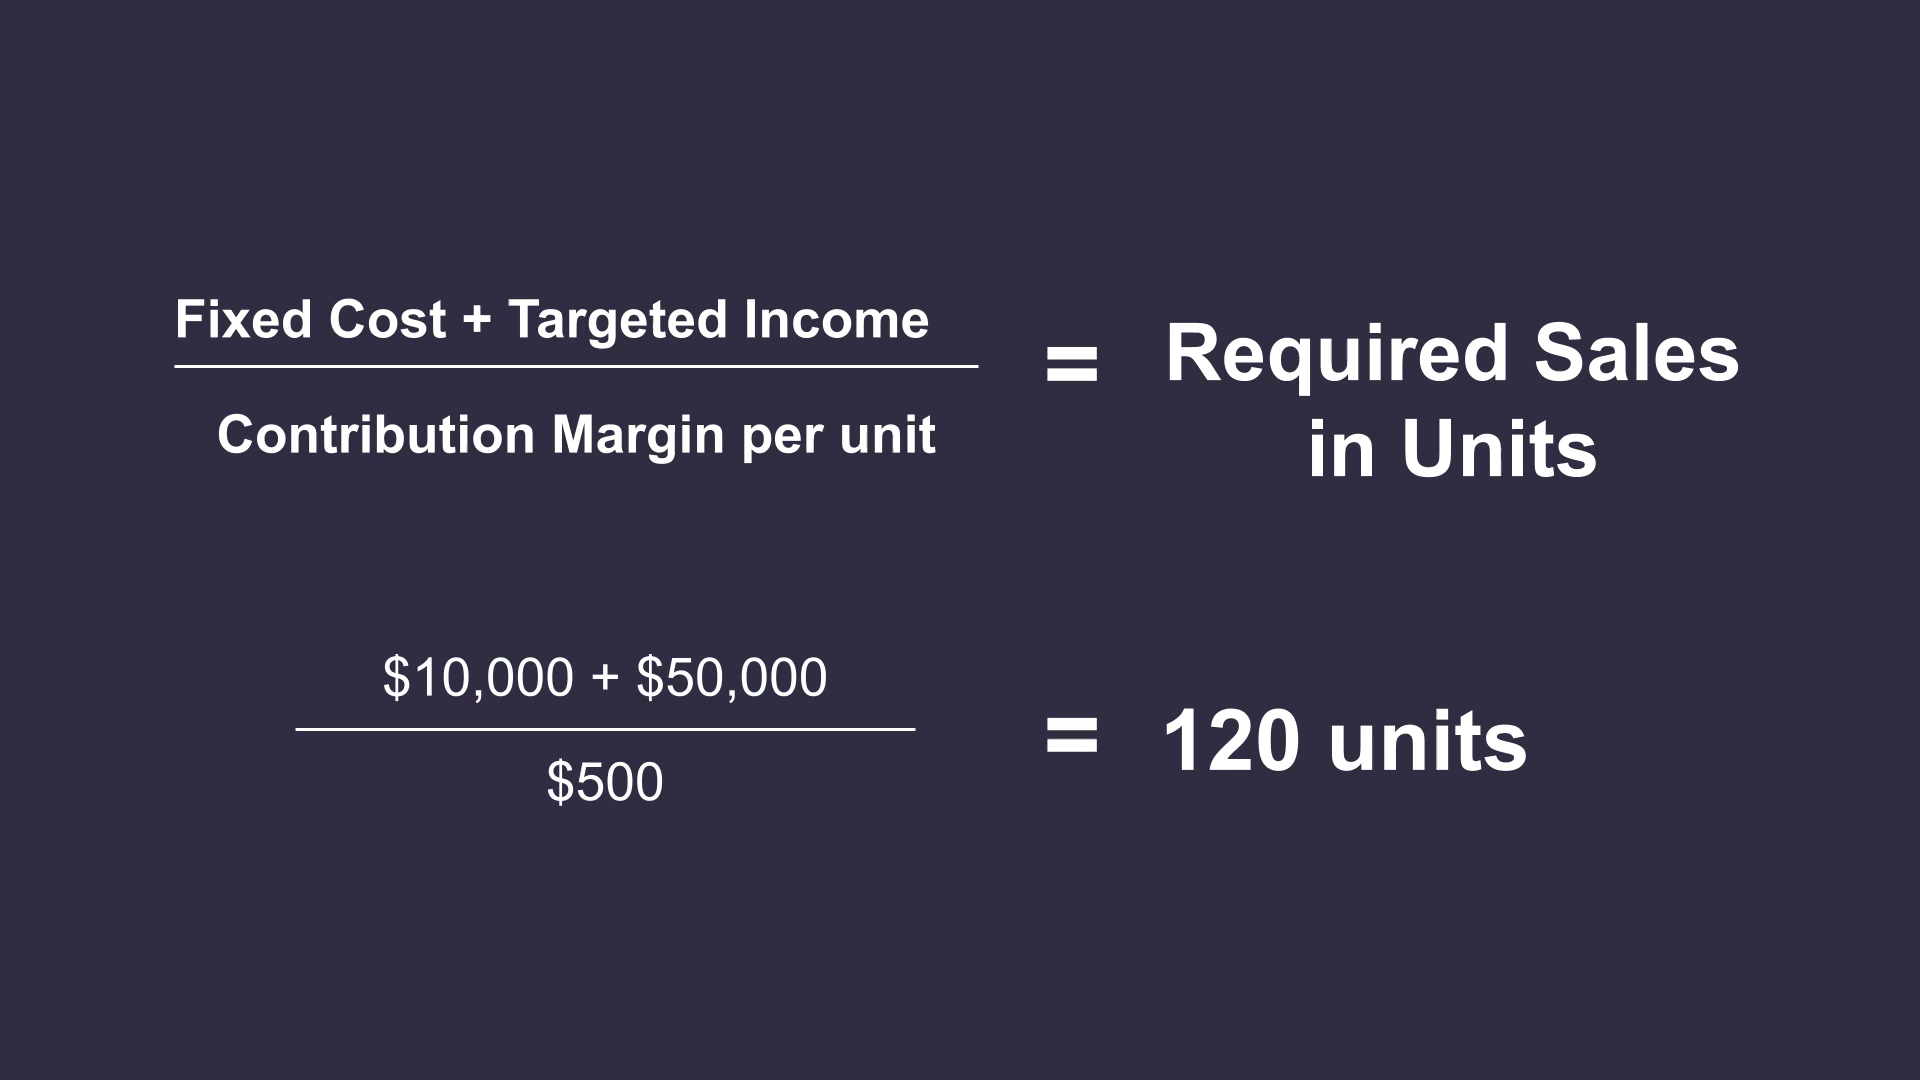 Fixed Cost + Targeted Income
Contribution Margin per unit
=
Required Sales
in Units
$10,000 + $50,000
$500
=
120 units